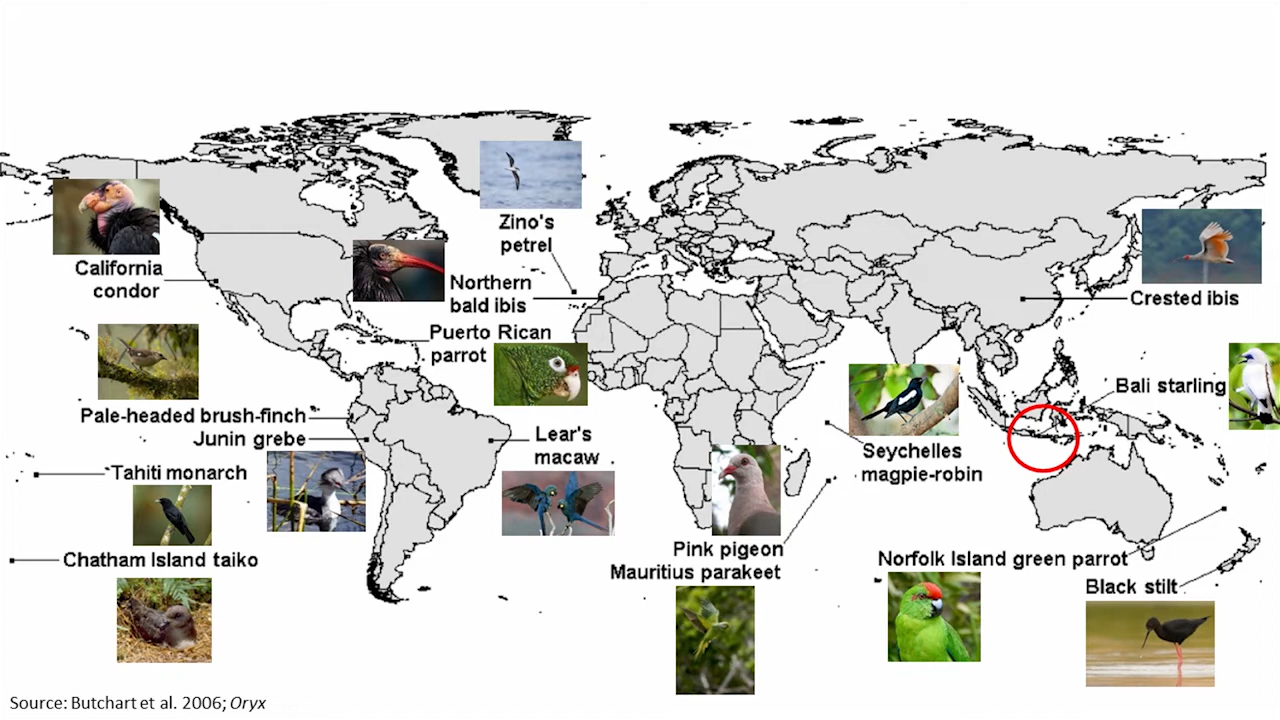 Zino's
petrel
California
condor
Northern
bald ibis
Crested ibis
Puerto Rican
parrot
Bali starling
Pale-headed brush-finch
Junin grebe
Lear's
macaw
Seychelles
magpie-robin
Tahiti monarch
Pink pigeon
Mauritius parakeet
Chatham Island taiko
Norfolk Island green parrot
Black stilt
Source: Butchart et al. 2006; Oryx